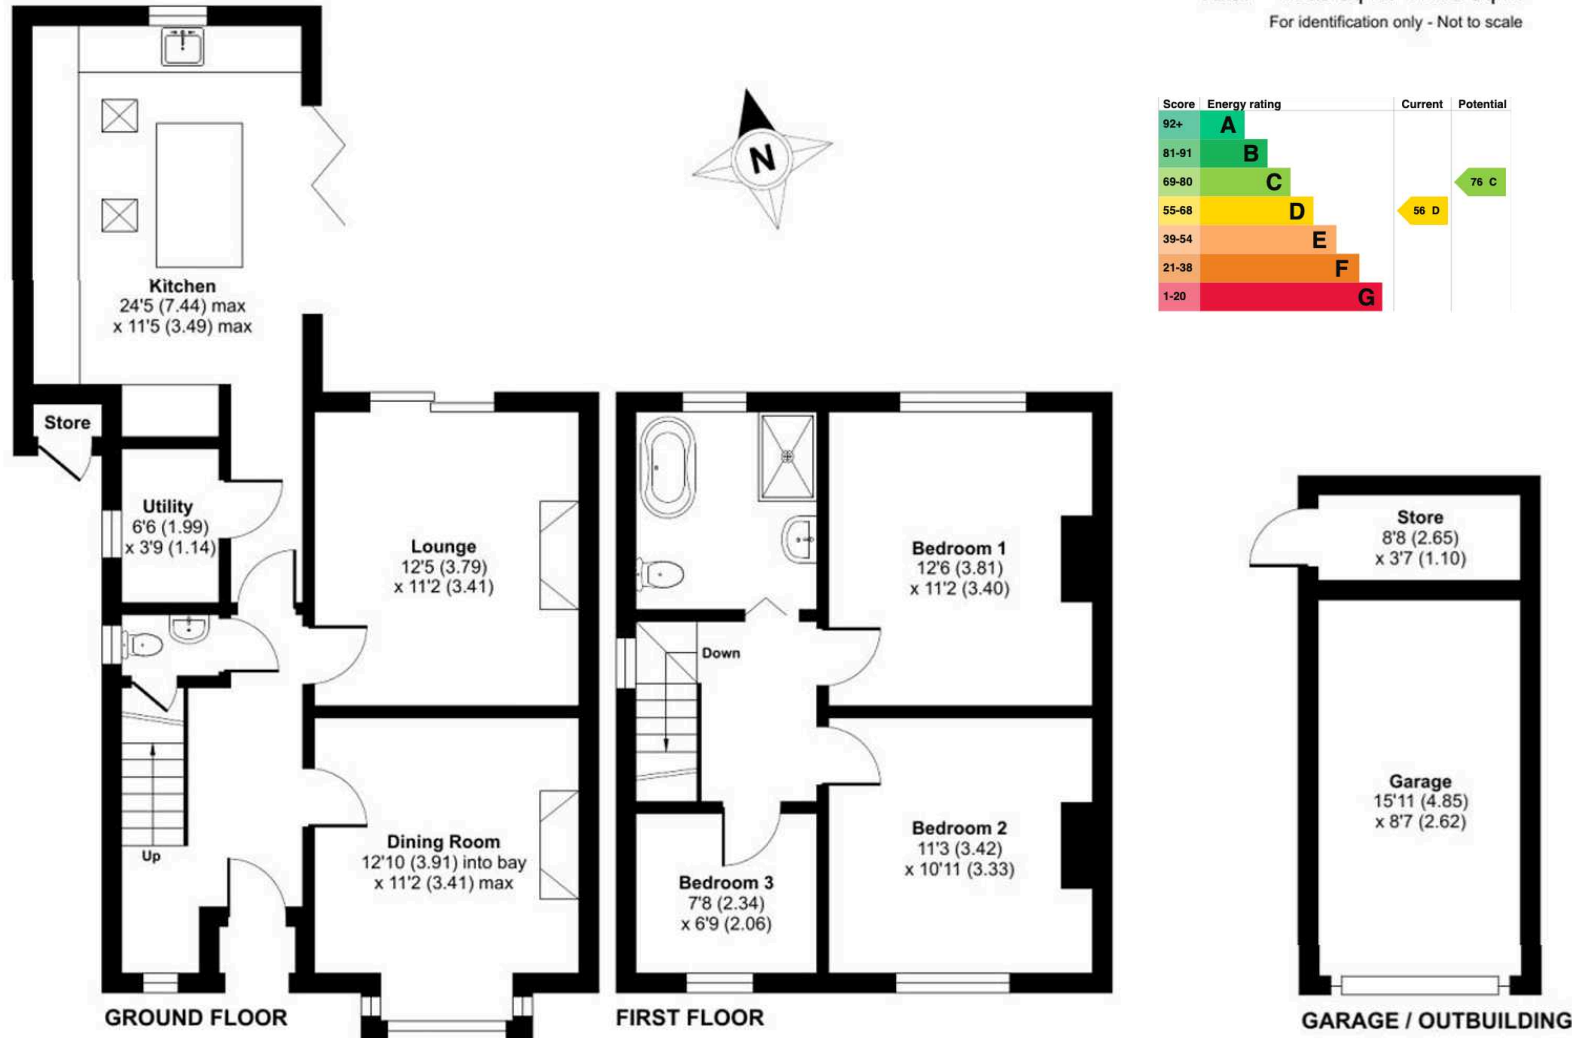 For identification only - Not to scale
N
Score Energy rating Current Potential
92+ A
81-91 B
69-80 C 76 C
55-68 D 56 D
39-54 E
21-38 F
1-20 G
Kitchen
24'5 (7.44) max
x 11'5 (3.49) max
Store
Utility
6'6 (1.99)
x 3'9 (1.14)
Lounge
12'5 (3.79)
x 11'2 (3.41)
Dining Room
12'10 (3.91) into bay
x 11'2 (3.41) max
Up
GROUND FLOOR
Bedroom 1
12'6 (3.81)
x 11'2 (3.40)
Down
Bedroom 2
11'3 (3.42)
x 10'11 (3.33)
Bedroom 3
7'8 (2.34)
x 6'9 (2.06)
FIRST FLOOR
Store
8'8 (2.65)
x 3'7 (1.10)
Garage
15'11 (4.85)
x 8'7 (2.62)
GARAGE / OUTBUILDING